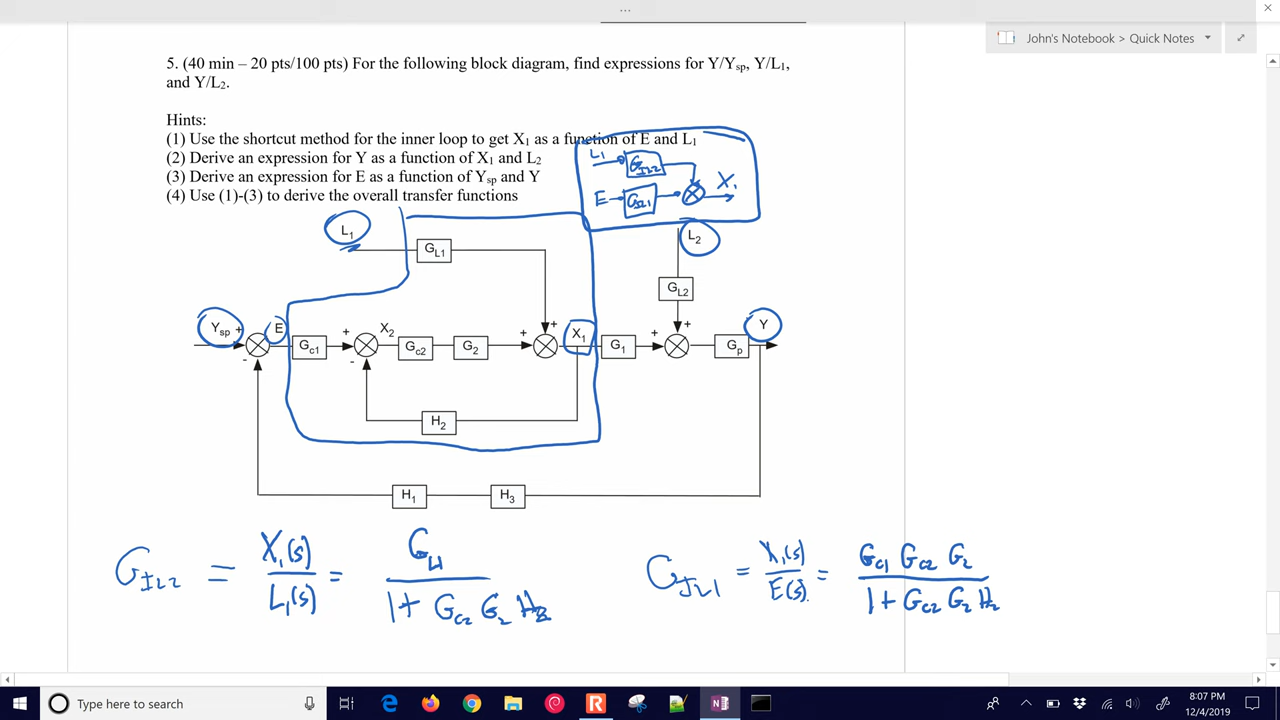 ...
John's Notebook > Quick Notes
5. (40 min – 20 pts/100 pts) For the following block diagram, find expressions for Y/Ysp, Y/L1,
and Y/L2.
Hints:
(1) Use the shortcut method for the inner loop to get X1 as a function of E and L1
(2) Derive an expression for Y as a function of X1 and L2
(3) Derive an expression for E as a function of Ysp and Y
(4) Use (1)-(3) to derive the overall transfer functions
L1 GIL2
E GIL1 X1
L1 GL1 L2
GL2
Ysp + E Gc1 + X2 Gc2 G2 + + X1 G1 + + Gp Y
- -
H2
H1 H3
GIL2 = X1(s) / L1(s) = GL1 / 1 + Gc2 G2 H2
GIL1 = X1(s) / E(s) = Gc1 Gc2 G2 / 1 + Gc2 G2 H2
Type here to search
8:07 PM
12/4/2019